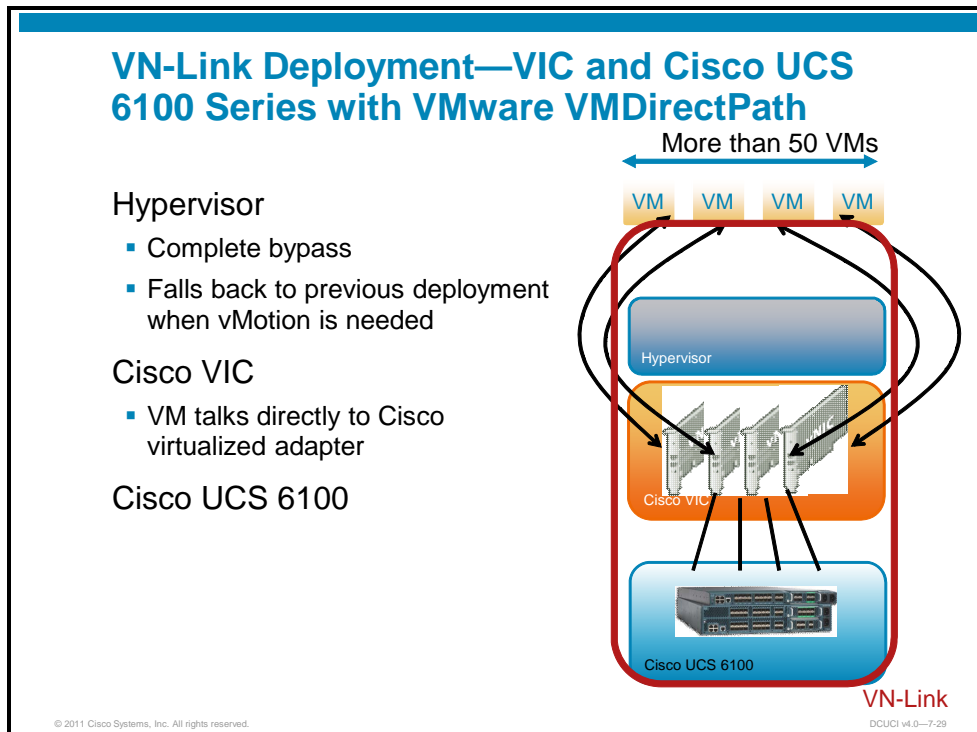 VN-Link Deployment—VIC and Cisco UCS
6100 Series with VMware VMDirectPath
More than 50 VMs
Hypervisor
▪ Complete bypass
▪ Falls back to previous deployment
when vMotion is needed
Cisco VIC
▪ VM talks directly to Cisco
virtualized adapter
Cisco UCS 6100
VM VM VM VM
Hypervisor
VNIC
Cisco VIC
Cisco UCS 6100
VN-Link
© 2011 Cisco Systems, Inc. All rights reserved.
DCUCI v4.0—7-29